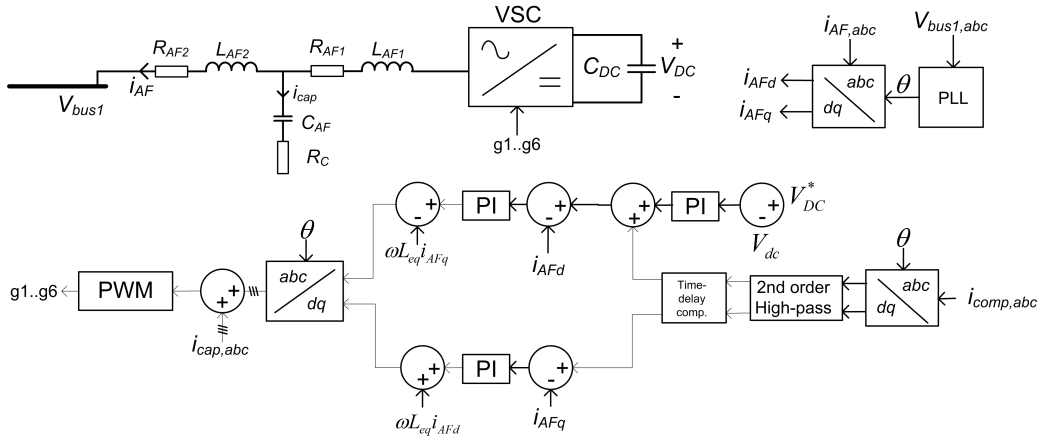 VSC
R_AF2
L_AF2
R_AF1
L_AF1
i_AF
V_bus1
i_cap
C_AF
R_C
C_DC
+
V_DC
-
g1..g6
i_AF,abc
V_bus1,abc
i_AFd
i_AFq
abc
dq
θ
PLL
+
-
PI
+
-
+
+
PI
+
-
V*_DC
V_dc
ωL_eq i_AFq
i_AFd
θ
abc
dq
g1..g6
PWM
+
+
i_cap,abc
Time-
delay
comp.
2nd order
High-pass
θ
abc
dq
i_comp,abc
+
+
PI
+
-
ωL_eq i_AFd
i_AFq